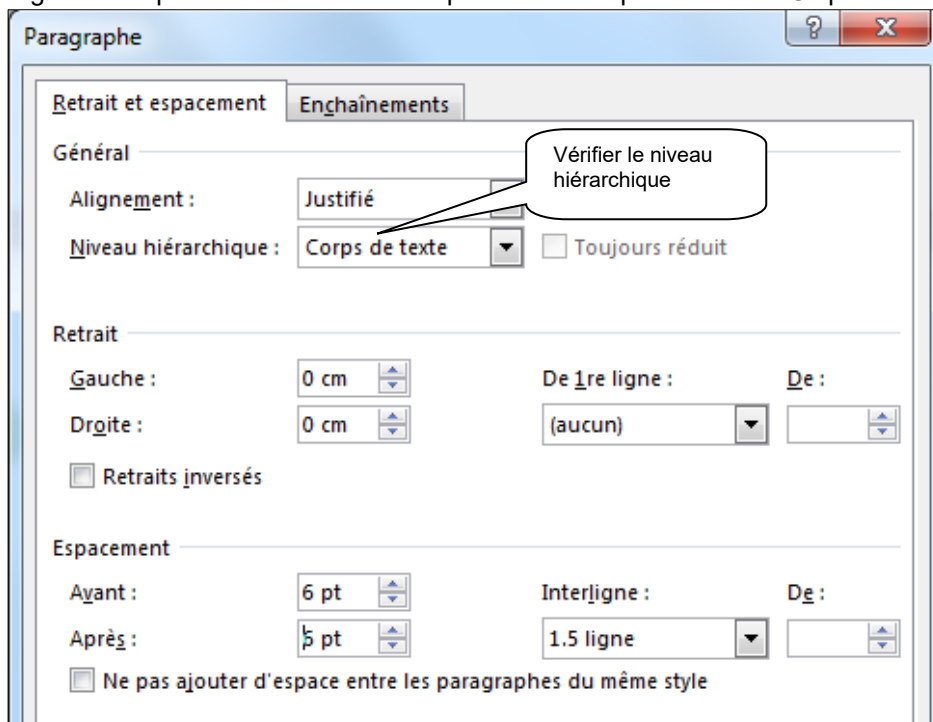 Paragraphe
Retrait et espacement Enchaînements
Général
Vérifier le niveau
hiérarchique
Alignement : Justifié
Niveau hiérarchique : Corps de texte Toujours réduit
Retrait
Gauche : 0 cm De 1re ligne : De :
Droite : 0 cm (aucun)
Retraits inversés
Espacement
Avant : 6 pt Interligne : De :
Après : 6 pt 1.5 ligne
Ne pas ajouter d'espace entre les paragraphes du même style